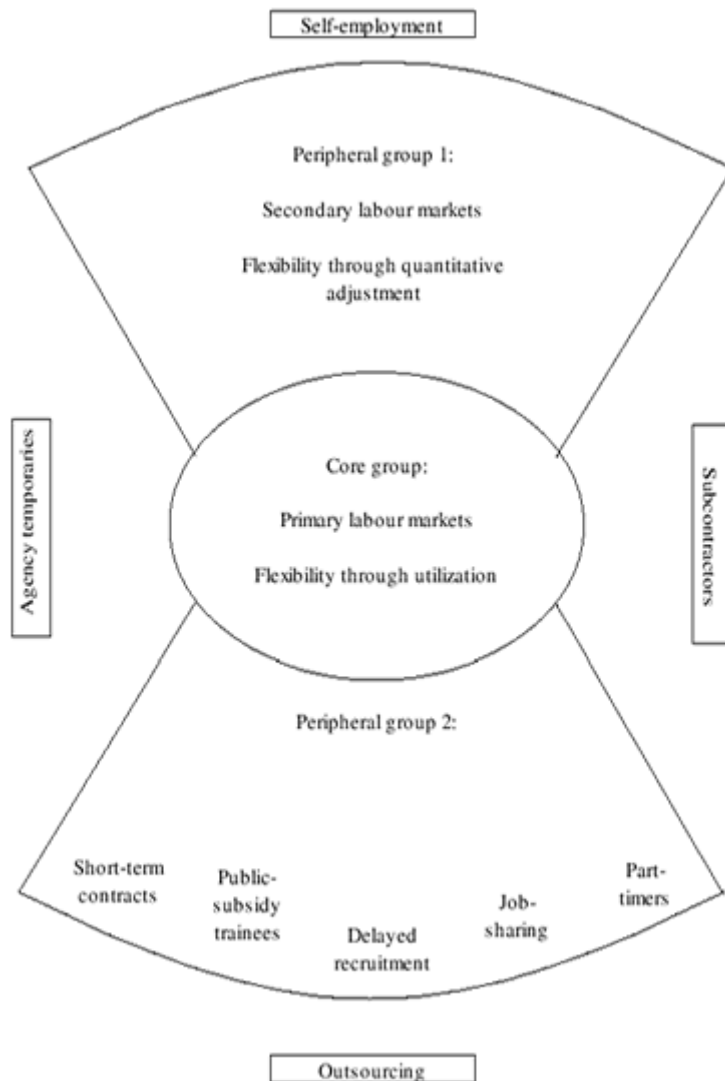 Self-employment
Peripheral group 1:
Secondary labour markets
Flexibility through quantitative
adjustment
Agency temporaries
Core group:
Primary labour markets
Flexibility through utilization
Subcontractors
Peripheral group 2:
Short-term
contracts
Public-
subsidy
trainees
Delayed
recruitment
Job-
sharing
Part-
timers
Outsourcing